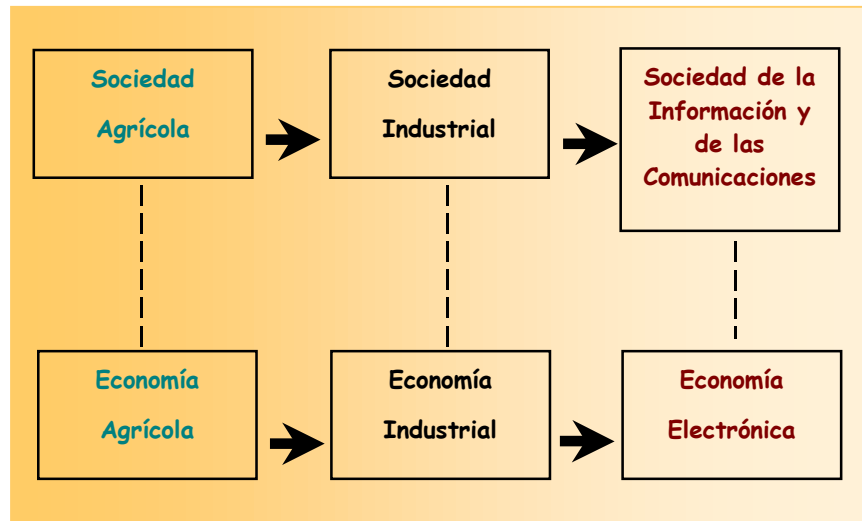 Sociedad
Agrícola
Sociedad
Industrial
Sociedad de la
Información y
de las
Comunicaciones
Economía
Agrícola
Economía
Industrial
Economía
Electrónica